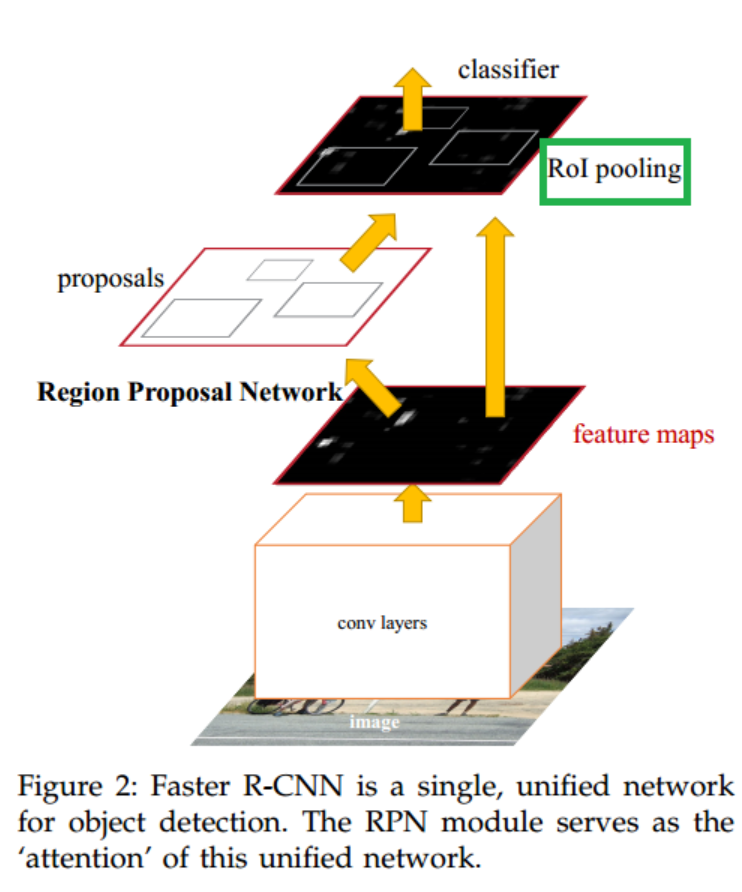 classifier
RoI pooling
proposals
Region Proposal Network
feature maps
conv layers
image
Figure 2: Faster R-CNN is a single, unified network
for object detection. The RPN module serves as the
‘attention’ of this unified network.